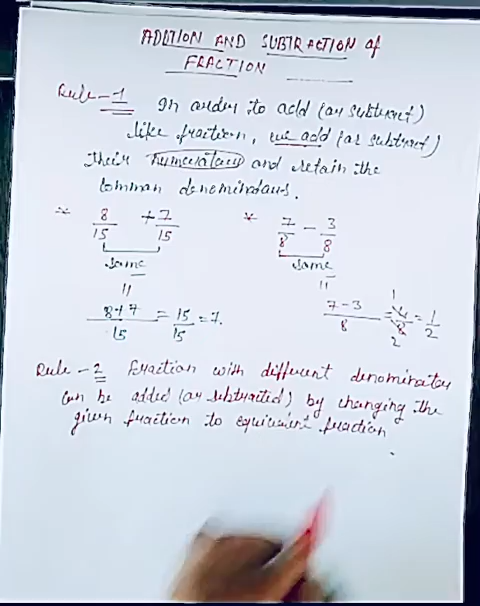 ADDTION AND SUBTRACTION of
FRACTION
Rule-1 In order to add (or subtract)
like fraction, we add (or subtract)
their numerators and retain the
common denominators.
* 8/15 + 7/15 * 7/8 - 3/8
same same
= =
8+7/15 = 15/15 = 1. 7-3/8 = 4/8 = 1/2
1
2
Rule-2 Fraction with different denominator
can be added (or subtracted) by changing the
given fraction to equivalent fraction